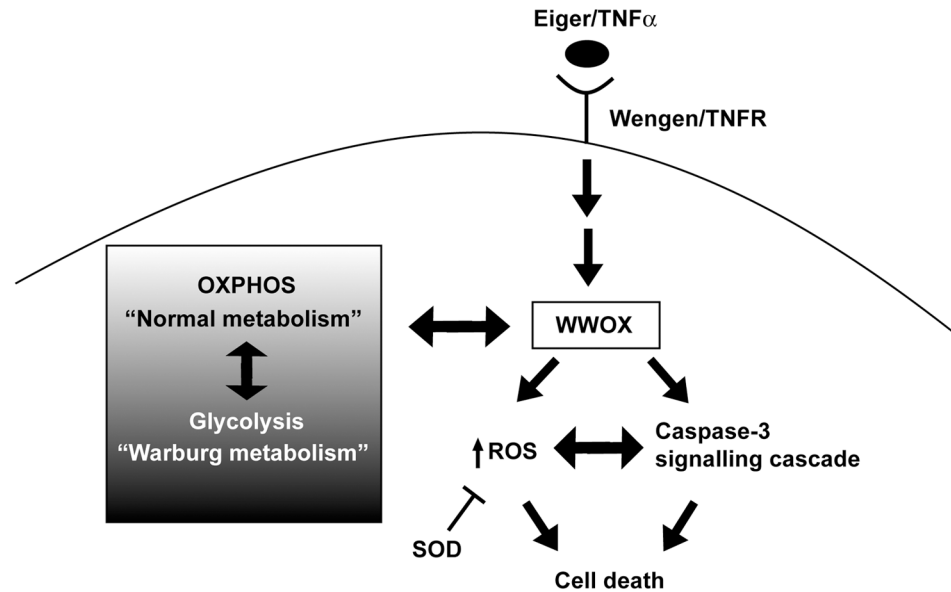 Eiger/TNFα
Wengen/TNFR
OXPHOS
“Normal metabolism”
WWOX
Glycolysis
“Warburg metabolism”
ROS
Caspase-3
signalling cascade
SOD
Cell death